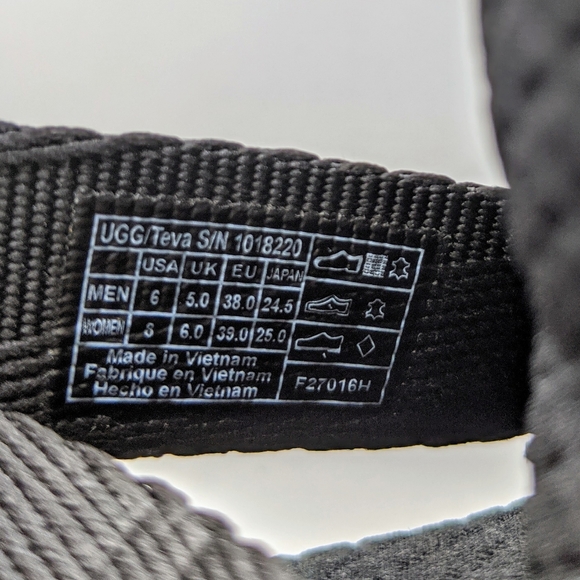 UGG/Teva S/N 1018220
USA UK EU JAPAN
MEN 6 5.0 38.0 24.5
WOMEN 8 6.0 39.0 25.0
Made in Vietnam
Fabrique en Vietnam
Hecho en Vietnam
F27016H